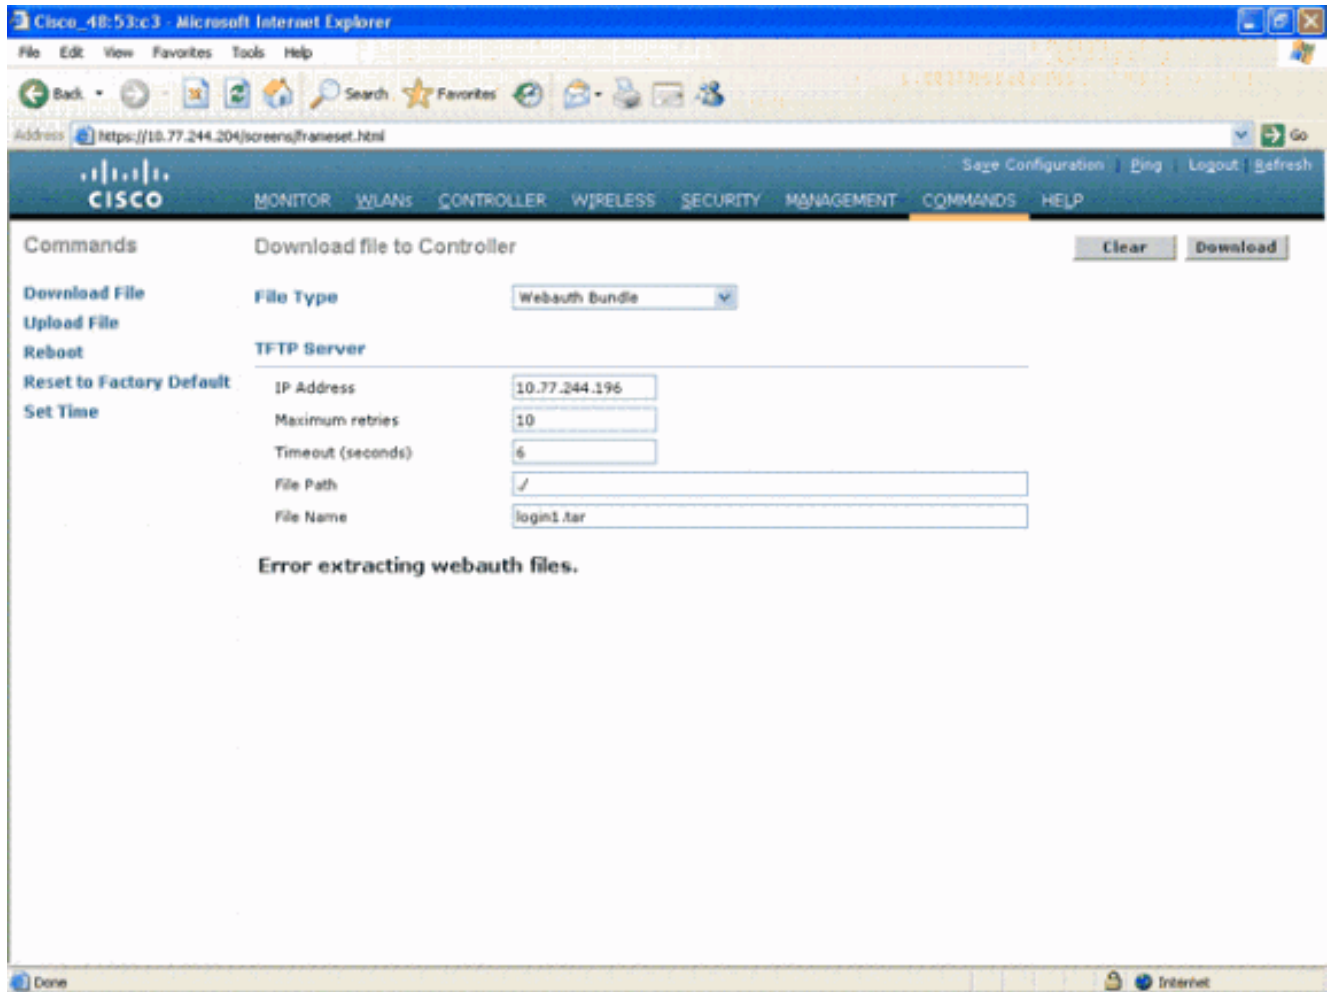 Cisco_48:53:c3 - Microsoft Internet Explorer
File Edit View Favorites Tools Help
Back Search Favorites
Address https://10.77.244.204/screens/frameset.html Go
Save Configuration Ping Logout Refresh
CISCO MONITOR WLANs CONTROLLER WIRELESS SECURITY MANAGEMENT COMMANDS HELP
Commands
Download File
Upload File
Reboot
Reset to Factory Default
Set Time
Download file to Controller
Clear Download
File Type Webauth Bundle
TFTP Server
IP Address 10.77.244.196
Maximum retries 10
Timeout (seconds) 6
File Path ./
File Name login1.tar
Error extracting webauth files.
Done Internet